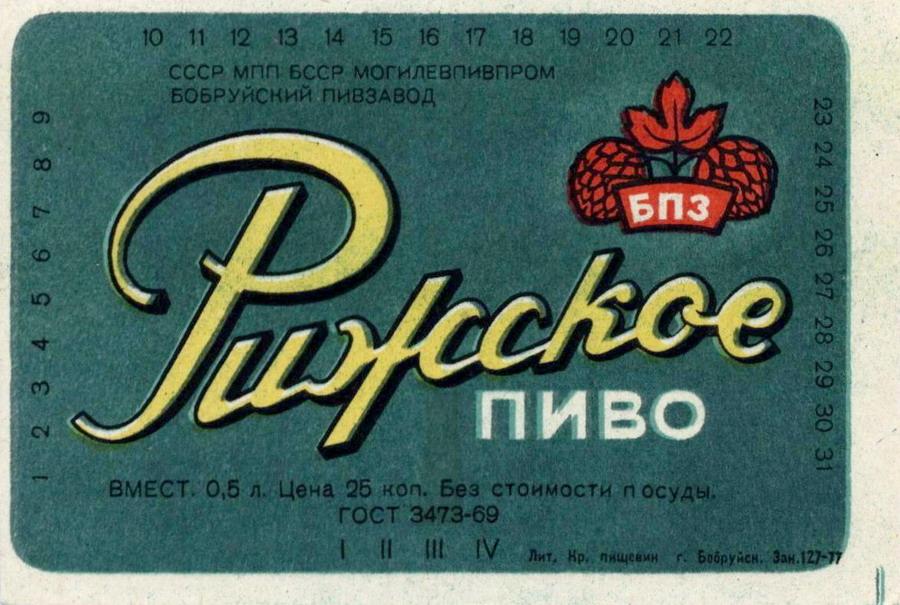 10 11 12 13 14 15 16 17 18 19 20 21 22
СССР МПП БССР МОГИЛЕВПИВПРОМ
БОБРУЙСКИЙ ПИВЗАВОД
БПЗ
Рижское
ПИВО
1 2 3 4 5 6 7 8 9
23 24 25 26 27 28 29 30 31
ВМЕСТ. 0,5 л. Цена 25 коп. Без стоимости посуды.
ГОСТ 3473-69
I II III IV
Лит. Кр. пищевик г. Бобруйск. Зак.127-77